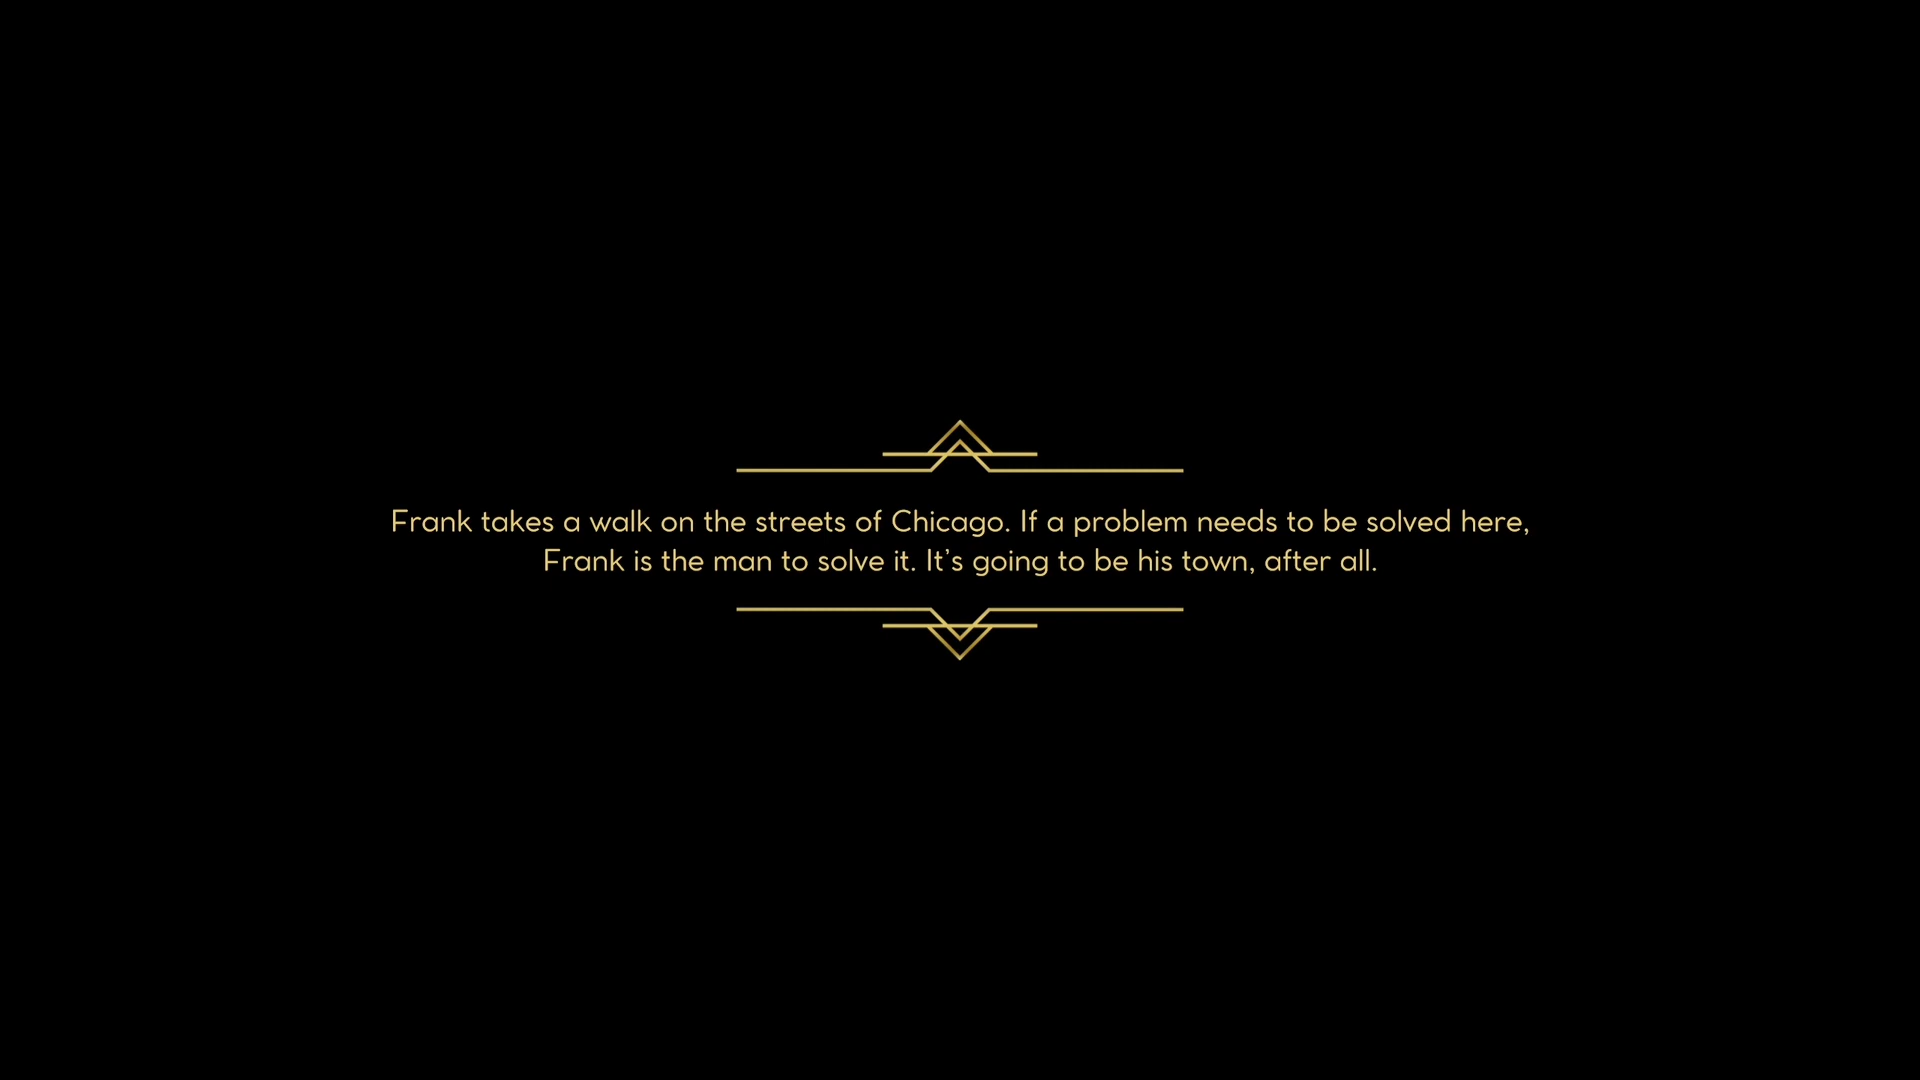 Frank takes a walk on the streets of Chicago. If a problem needs to be solved here,
Frank is the man to solve it. It’s going to be his town, after all.